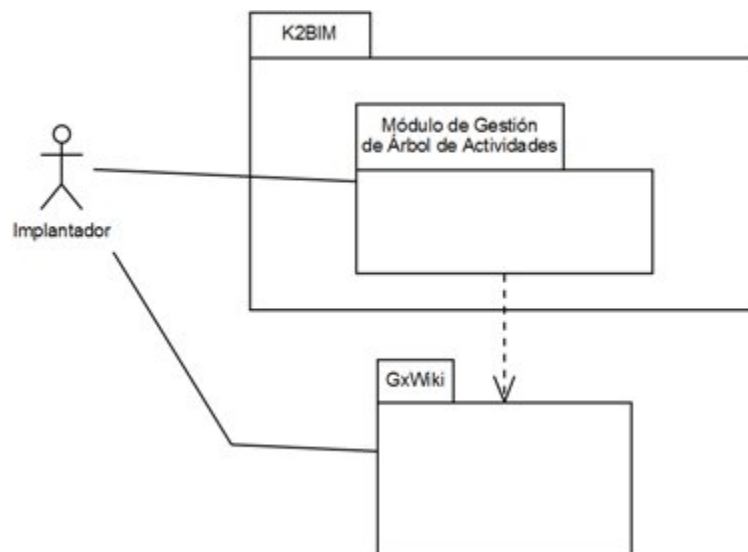 K2BIM
Módulo de Gestión
de Árbol de Actividades
Implantador
GxWiki